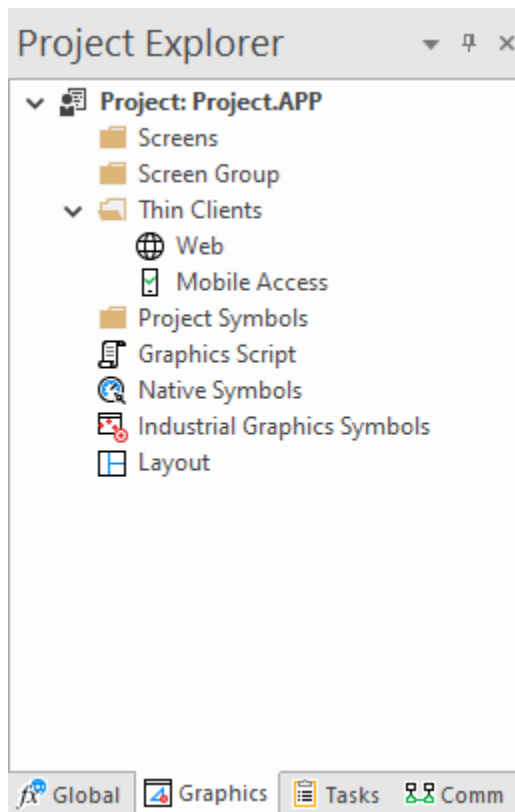 Project Explorer
Project: Project.APP
Screens
Screen Group
Thin Clients
Web
Mobile Access
Project Symbols
Graphics Script
Native Symbols
Industrial Graphics Symbols
Layout
fx Global Graphics Tasks Comm